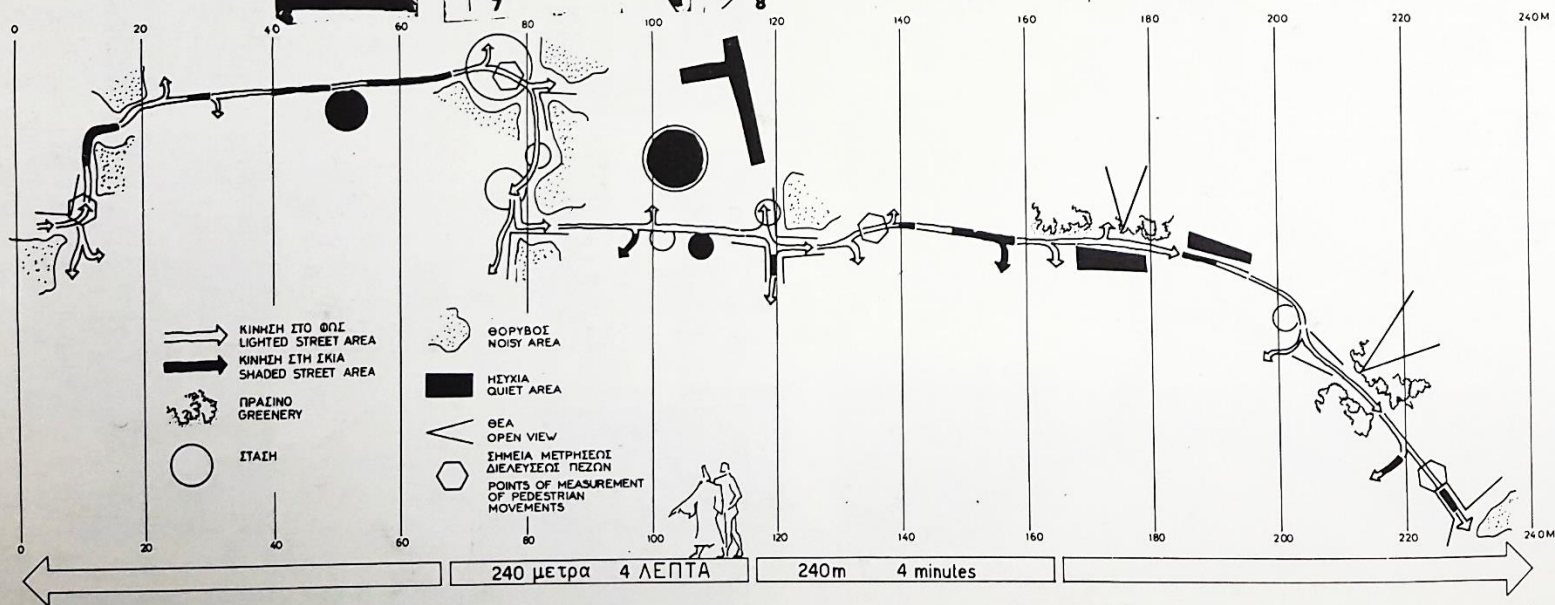 7 8
0 20 40 60 80 100 120 140 160 180 200 220 240M
ΚΙΝΗΣΗ ΣΤΟ ΦΩΣ
LIGHTED STREET AREA
ΚΙΝΗΣΗ ΣΤΗ ΣΚΙΑ
SHADED STREET AREA
ΠΡΑΣΙΝΟ
GREENERY
ΣΤΑΣΗ
ΘΟΡΥΒΟΣ
NOISY AREA
ΗΣΥΧΙΑ
QUIET AREA
ΘΕΑ
OPEN VIEW
ΣΗΜΕΙΑ ΜΕΤΡΗΣΕΩΣ
ΔΙΕΛΕΥΣΕΩΣ ΠΕΖΩΝ
POINTS OF MEASUREMENT
OF PEDESTRIAN
MOVEMENTS
0 20 40 60 80 100 120 140 160 180 200 220 240M
240 μετρα 4 ΛΕΠΤΑ 240m 4 minutes